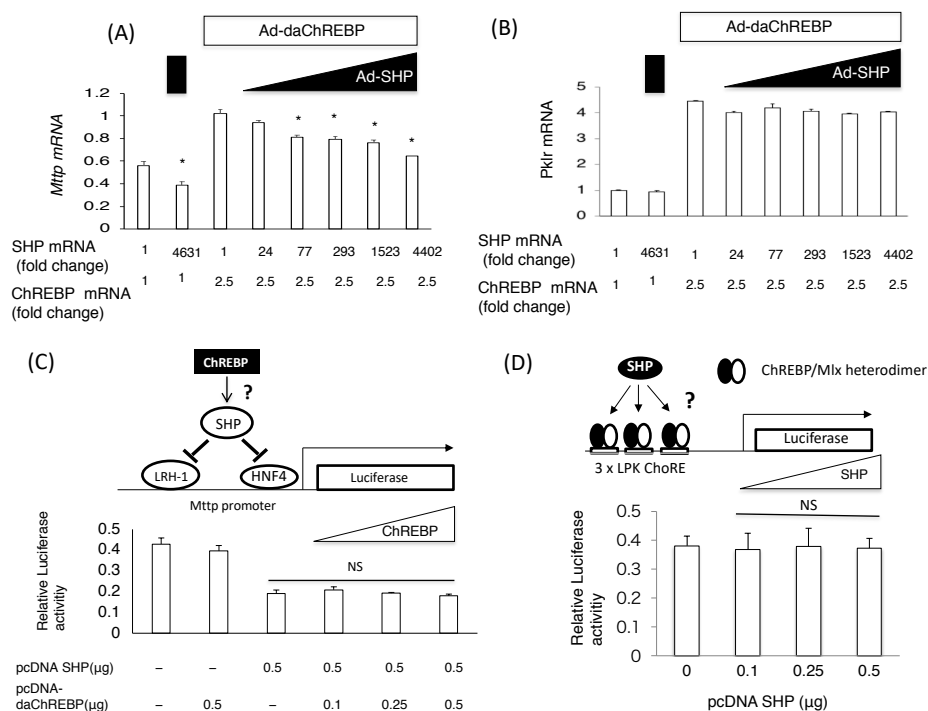 (A)
Ad-daChREBP
Ad-SHP
1.2
1
0.8
0.6
0.4
0.2
0
Mttp mRNA
* * * * *
SHP mRNA
(fold change)
1 4631 1 24 77 293 1523 4402
ChREBP mRNA
(fold change)
1 1 2.5 2.5 2.5 2.5 2.5 2.5
(B)
Ad-daChREBP
Ad-SHP
5
4
3
2
1
0
Pklr mRNA
SHP mRNA
(fold change)
1 4631 1 24 77 293 1523 4402
ChREBP mRNA
(fold change)
1 1 2.5 2.5 2.5 2.5 2.5 2.5
(C)
ChREBP
?
SHP
LRH-1
HNF4
Luciferase
Mttp promoter
ChREBP
NS
0.5
0.4
0.3
0.2
0.1
0
Relative Luciferase
activitiy
pcDNA SHP(μg) – – 0.5 0.5 0.5 0.5
pcDNA-
daChREBP(μg) – 0.5 – 0.1 0.25 0.5
(D)
SHP
?
ChREBP/Mlx heterodimer
3 x LPK ChoRE
Luciferase
SHP
NS
0.5
0.4
0.3
0.2
0.1
0
Relative Luciferase
activitiy
0 0.1 0.25 0.5
pcDNA SHP (μg)